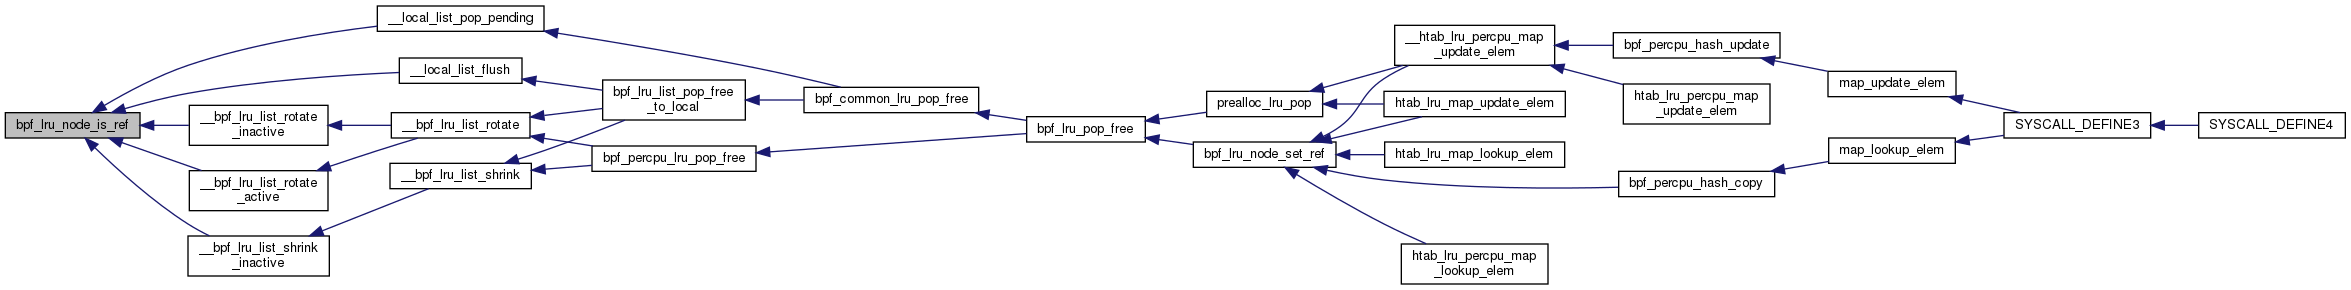 bpf_lru_node_is_ref
__local_list_pop_pending
__local_list_flush
__bpf_lru_list_rotate
_inactive
__bpf_lru_list_rotate
_active
__bpf_lru_list_shrink
_inactive
__bpf_lru_list_rotate
__bpf_lru_list_shrink
bpf_lru_list_pop_free
_to_local
bpf_percpu_lru_pop_free
bpf_common_lru_pop_free
bpf_lru_pop_free
prealloc_lru_pop
bpf_lru_node_set_ref
__htab_lru_percpu_map
_update_elem
htab_lru_map_update_elem
htab_lru_map_lookup_elem
htab_lru_percpu_map
_lookup_elem
bpf_percpu_hash_update
htab_lru_percpu_map
_update_elem
bpf_percpu_hash_copy
map_update_elem
map_lookup_elem
SYSCALL_DEFINE3
SYSCALL_DEFINE4